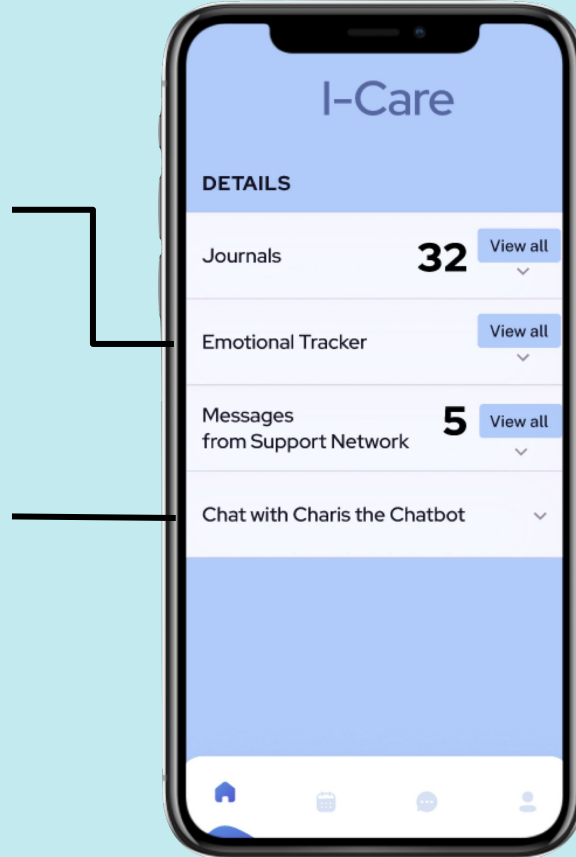 I-Care
DETAILS
Journals 32 View all
Emotional Tracker View all
Messages
from Support Network 5 View all
Chat with Charis the Chatbot